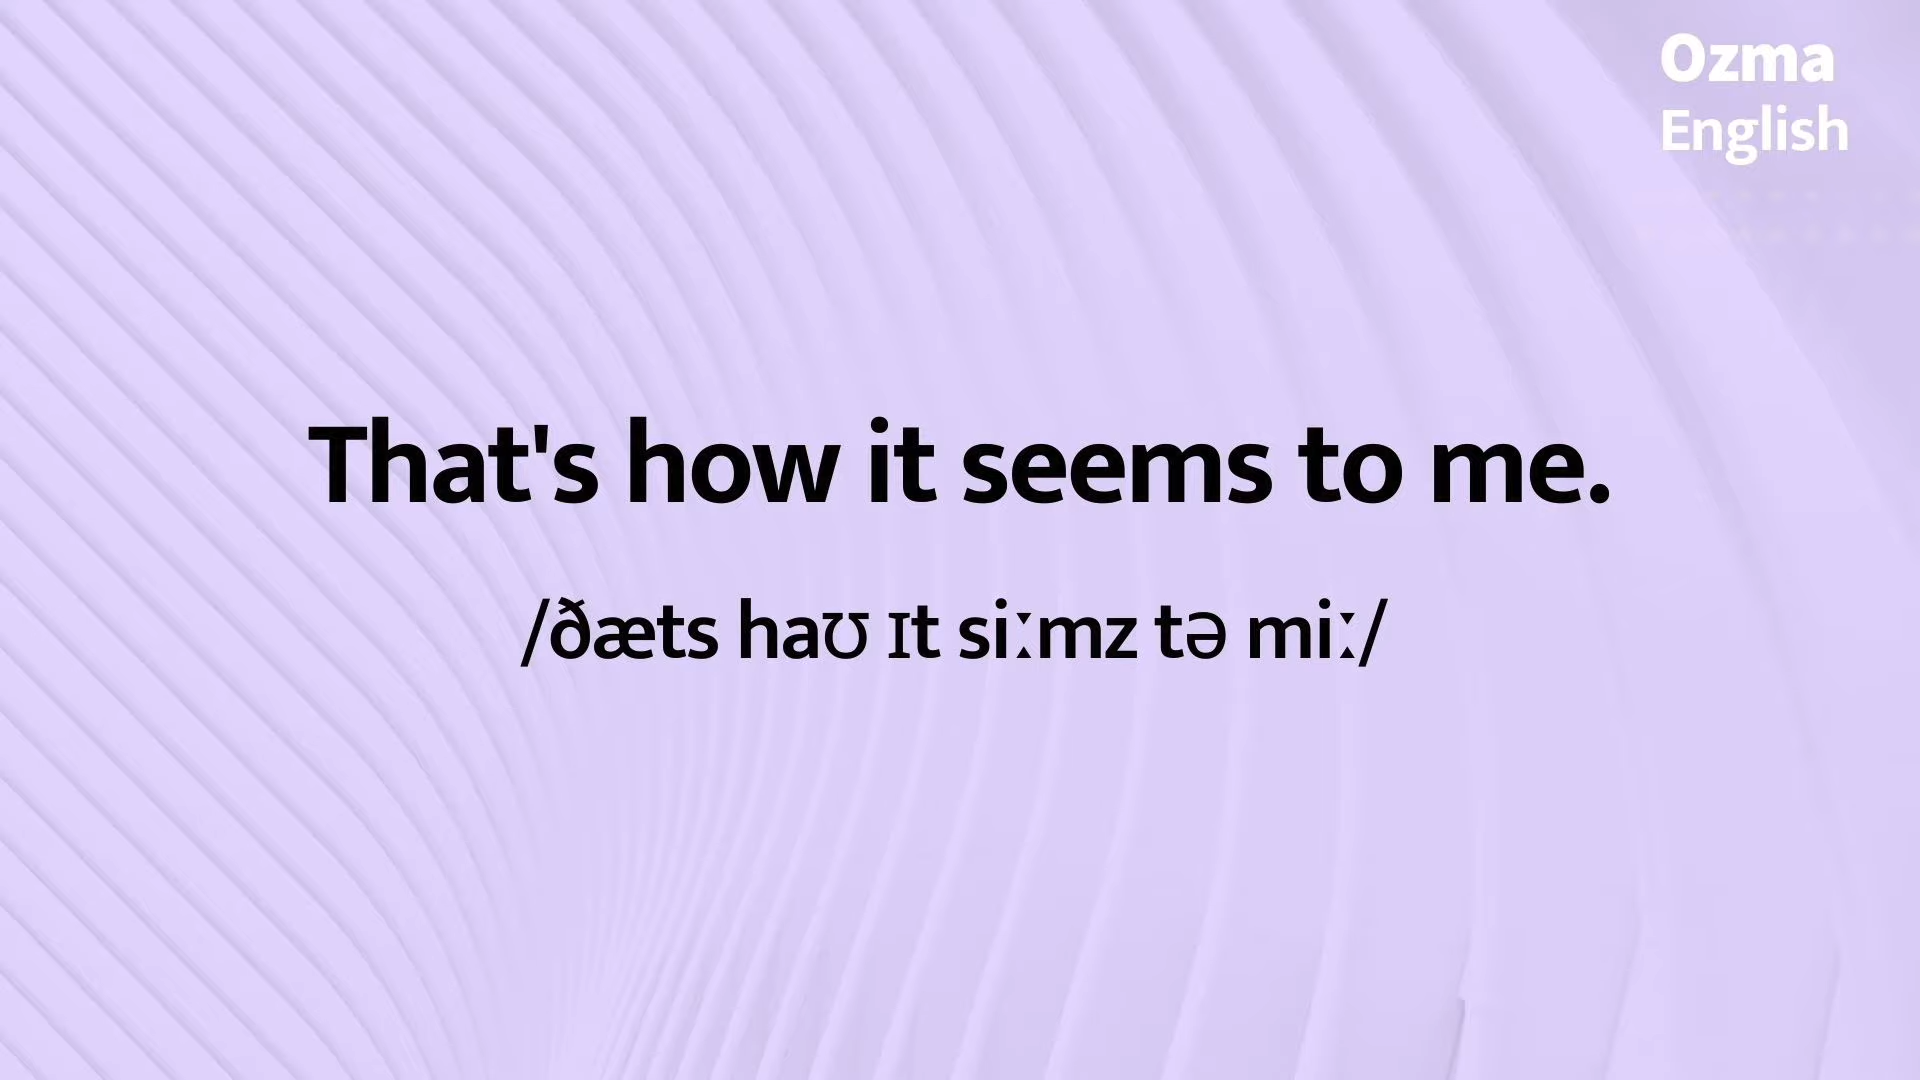 Ozma
English
That's how it seems to me.
/ðæts haʊ ɪt siːmz tə miː/